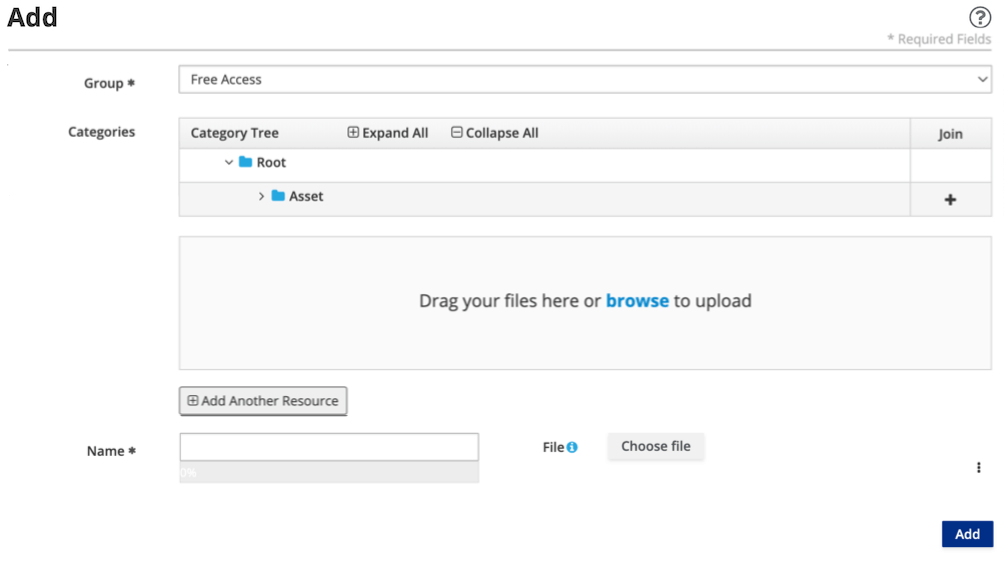 Add
* Required Fields
Group *
Free Access
Categories
Category Tree
Expand All
Collapse All
Join
Root
Asset
Drag your files here or browse to upload
Add Another Resource
Name *
File
Choose file
0%
Add